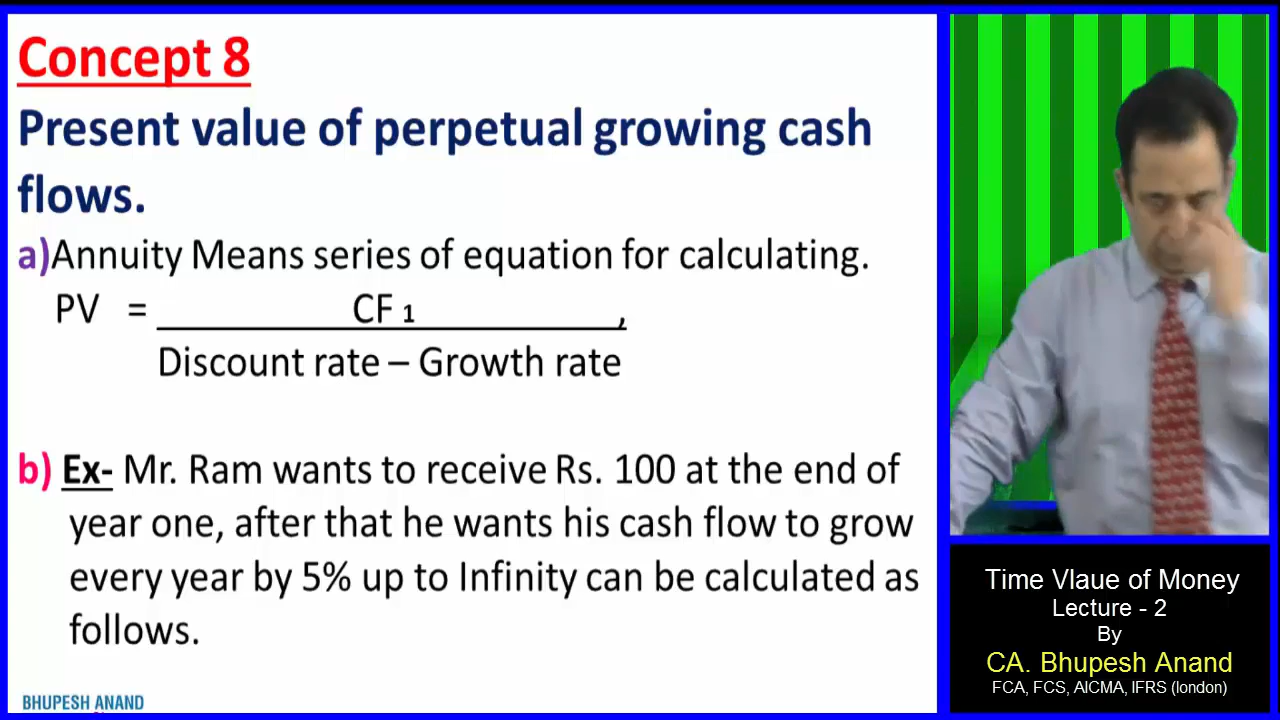 Concept 8
Present value of perpetual growing cash
flows.
a)Annuity Means series of equation for calculating.
PV = CF 1 ,
Discount rate – Growth rate
b) Ex- Mr. Ram wants to receive Rs. 100 at the end of
year one, after that he wants his cash flow to grow
every year by 5% up to Infinity can be calculated as
follows.
BHUPESH ANAND
Time Vlaue of Money
Lecture - 2
By
CA. Bhupesh Anand
FCA, FCS, AICMA, IFRS (london)